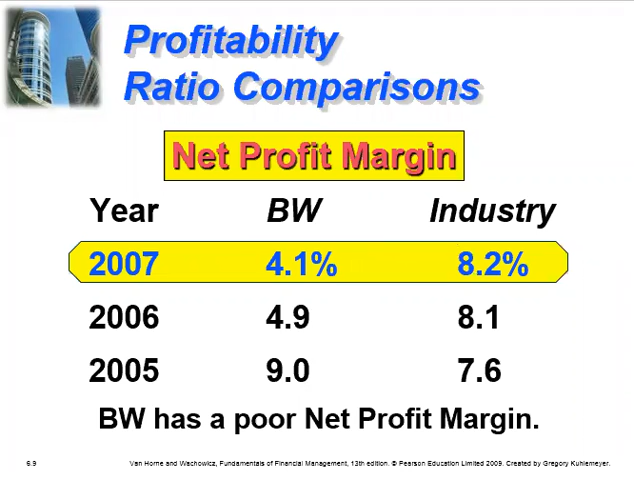 Profitability
Ratio Comparisons
Net Profit Margin
Year BW Industry
2007 4.1% 8.2%
2006 4.9 8.1
2005 9.0 7.6
BW has a poor Net Profit Margin.
6.9 Van Horne and Wachowicz, Fundamentals of Financial Management, 13th edition. © Pearson Education Limited 2009. Created by Gregory Kuhlemeyer.